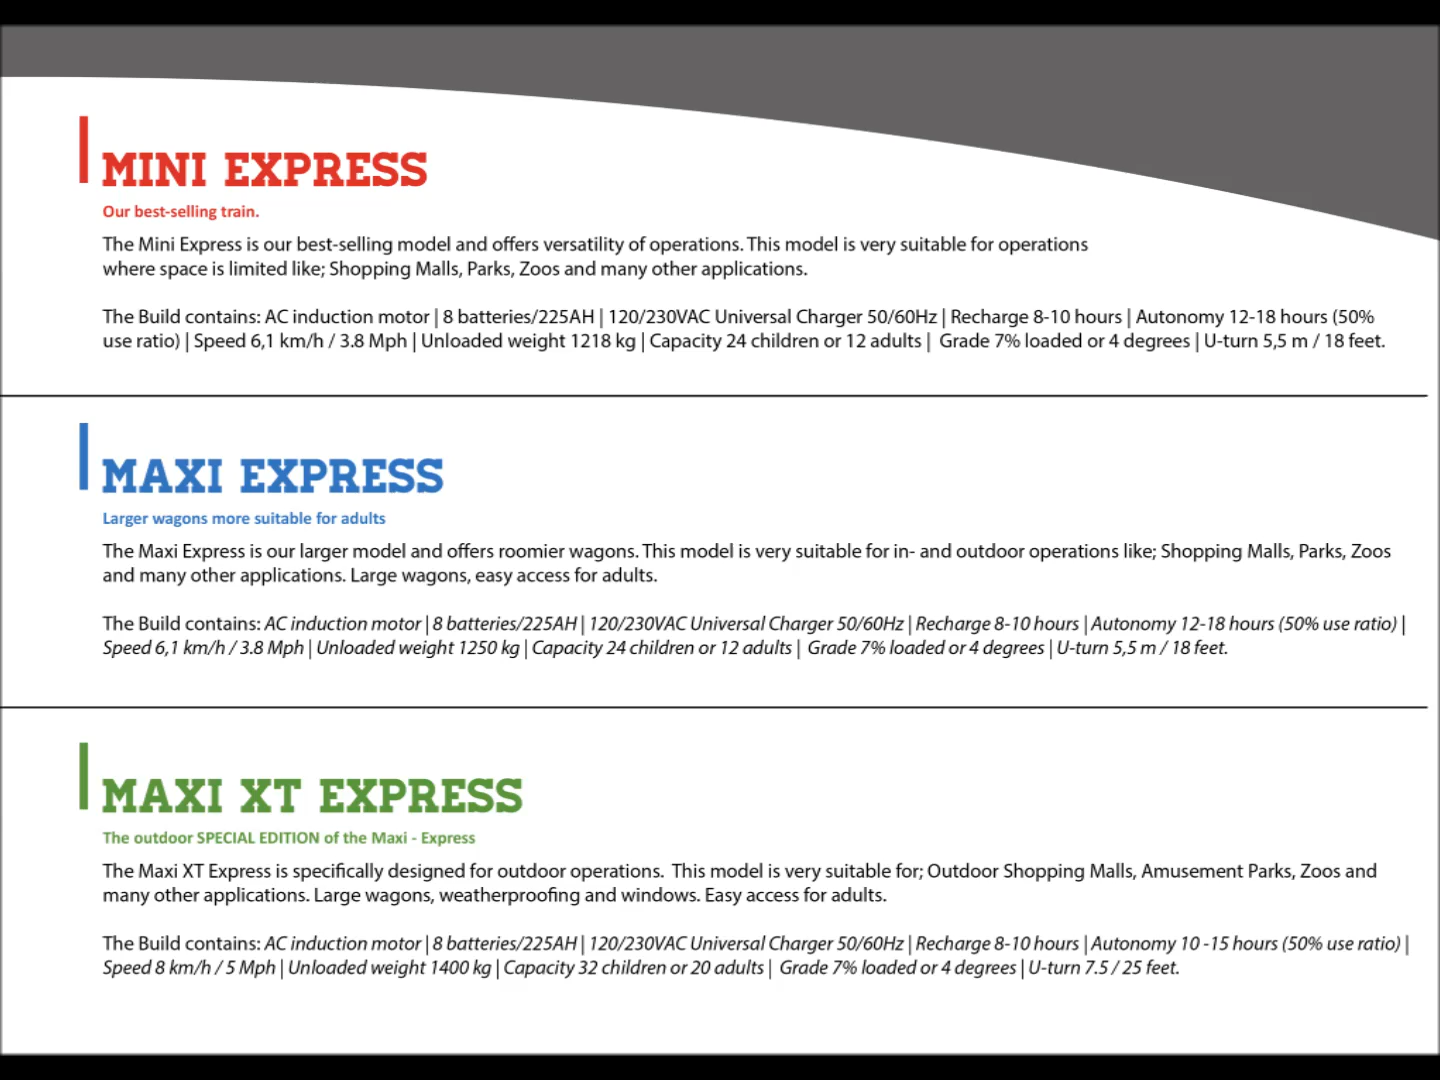 MINI EXPRESS
Our best-selling train.
The Mini Express is our best-selling model and offers versatility of operations. This model is very suitable for operations
where space is limited like; Shopping Malls, Parks, Zoos and many other applications.
The Build contains: AC induction motor | 8 batteries/225AH | 120/230VAC Universal Charger 50/60Hz | Recharge 8-10 hours | Autonomy 12-18 hours (50%
use ratio) | Speed 6,1 km/h / 3.8 Mph | Unloaded weight 1218 kg | Capacity 24 children or 12 adults | Grade 7% loaded or 4 degrees | U-turn 5,5 m / 18 feet.
MAXI EXPRESS
Larger wagons more suitable for adults
The Maxi Express is our larger model and offers roomier wagons. This model is very suitable for in- and outdoor operations like; Shopping Malls, Parks, Zoos
and many other applications. Large wagons, easy access for adults.
The Build contains: AC induction motor | 8 batteries/225AH | 120/230VAC Universal Charger 50/60Hz | Recharge 8-10 hours | Autonomy 12-18 hours (50% use ratio) |
Speed 6,1 km/h / 3.8 Mph | Unloaded weight 1250 kg | Capacity 24 children or 12 adults | Grade 7% loaded or 4 degrees | U-turn 5,5 m / 18 feet.
MAXI XT EXPRESS
The outdoor SPECIAL EDITION of the Maxi - Express
The Maxi XT Express is specifically designed for outdoor operations. This model is very suitable for; Outdoor Shopping Malls, Amusement Parks, Zoos and
many other applications. Large wagons, weatherproofing and windows. Easy access for adults.
The Build contains: AC induction motor | 8 batteries/225AH | 120/230VAC Universal Charger 50/60Hz | Recharge 8-10 hours | Autonomy 10 -15 hours (50% use ratio) |
Speed 8 km/h / 5 Mph | Unloaded weight 1400 kg | Capacity 32 children or 20 adults | Grade 7% loaded or 4 degrees | U-turn 7.5 / 25 feet.